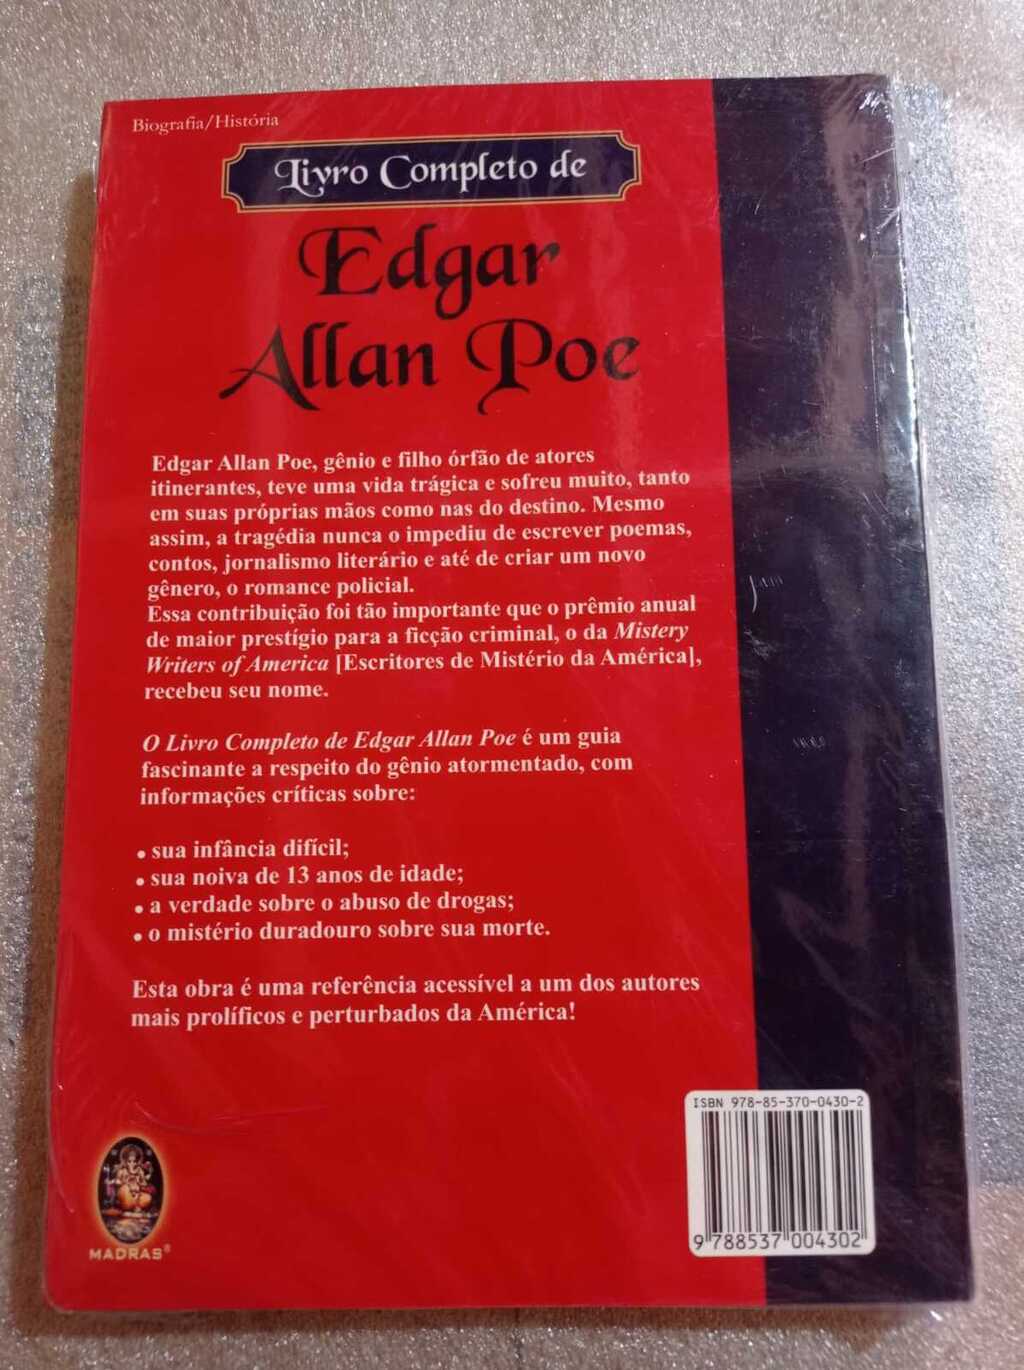 Biografia/História
Livro Completo de
Edgar
Allan Poe
Edgar Allan Poe, gênio e filho órfão de atores
itinerantes, teve uma vida trágica e sofreu muito, tanto
em suas próprias mãos como nas do destino. Mesmo
assim, a tragédia nunca o impediu de escrever poemas,
contos, jornalismo literário e até de criar um novo
gênero, o romance policial.
Essa contribuição foi tão importante que o prêmio anual
de maior prestígio para a ficção criminal, o da Mistery
Writers of America [Escritores de Mistério da América],
recebeu seu nome.
O Livro Completo de Edgar Allan Poe é um guia
fascinante a respeito do gênio atormentado, com
informações críticas sobre:
• sua infância difícil;
• sua noiva de 13 anos de idade;
• a verdade sobre o abuso de drogas;
• o mistério duradouro sobre sua morte.
Esta obra é uma referência acessível a um dos autores
mais prolíficos e perturbados da América!
ISBN 978-85-370-0430-2
9 788537 004302
MADRAS®